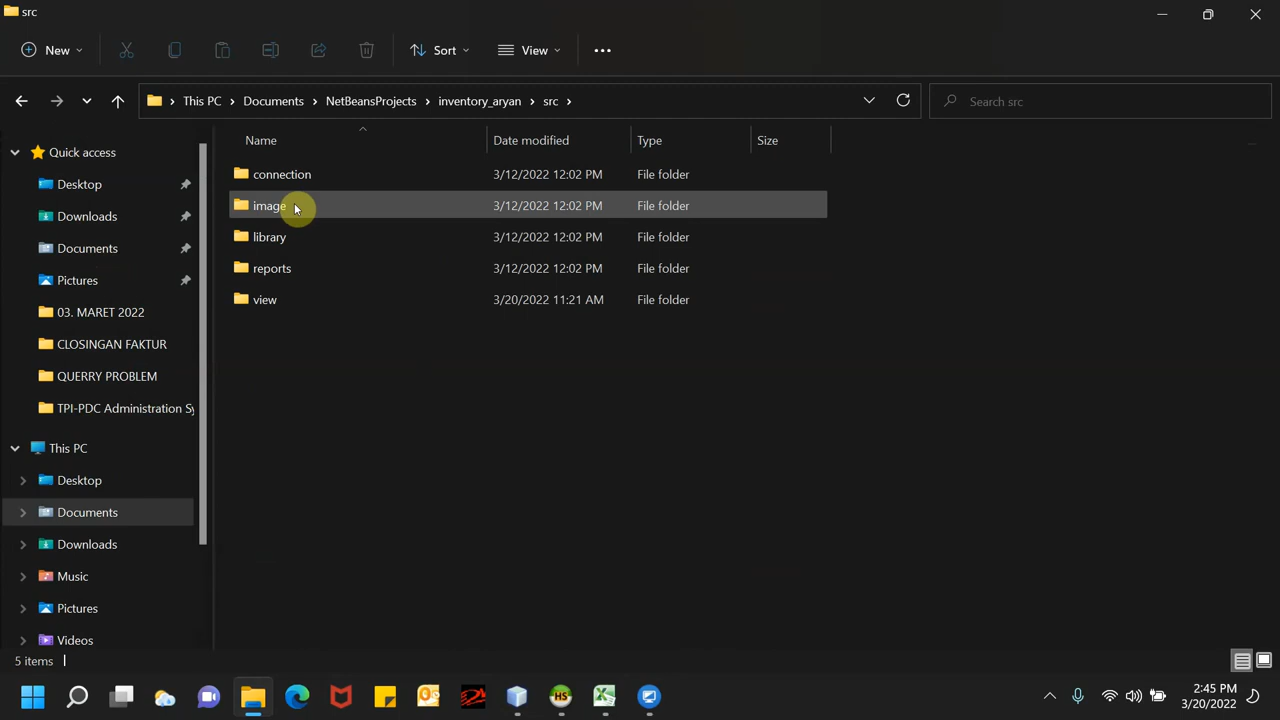 src
New
Sort
View
This PC
Documents
NetBeansProjects
inventory_aryan
src
Search src
Name
Date modified
Type
Size
Quick access
Desktop
Downloads
Documents
Pictures
03. MARET 2022
CLOSINGAN FAKTUR
QUERRY PROBLEM
TPI-PDC Administration Sy
This PC
Desktop
Documents
Downloads
Music
Pictures
Videos
connection 3/12/2022 12:02 PM File folder
image 3/12/2022 12:02 PM File folder
library 3/12/2022 12:02 PM File folder
reports 3/12/2022 12:02 PM File folder
view 3/20/2022 11:21 AM File folder
5 items
HS
2:45 PM
3/20/2022